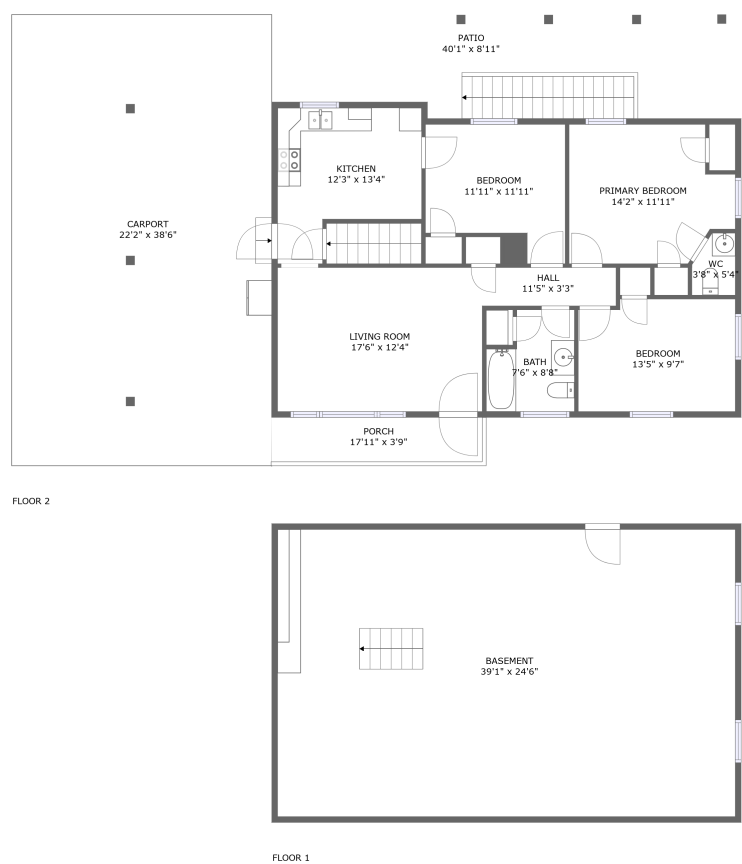 PATIO
40'1" x 8'11"
KITCHEN
12'3" x 13'4"
BEDROOM
11'11" x 11'11"
PRIMARY BEDROOM
14'2" x 11'11"
CARPORT
22'2" x 38'6"
WC
3'8" x 5'4"
HALL
11'5" x 3'3"
LIVING ROOM
17'6" x 12'4"
BATH
7'6" x 8'8"
BEDROOM
13'5" x 9'7"
PORCH
17'11" x 3'9"
FLOOR 2
BASEMENT
39'1" x 24'6"
FLOOR 1